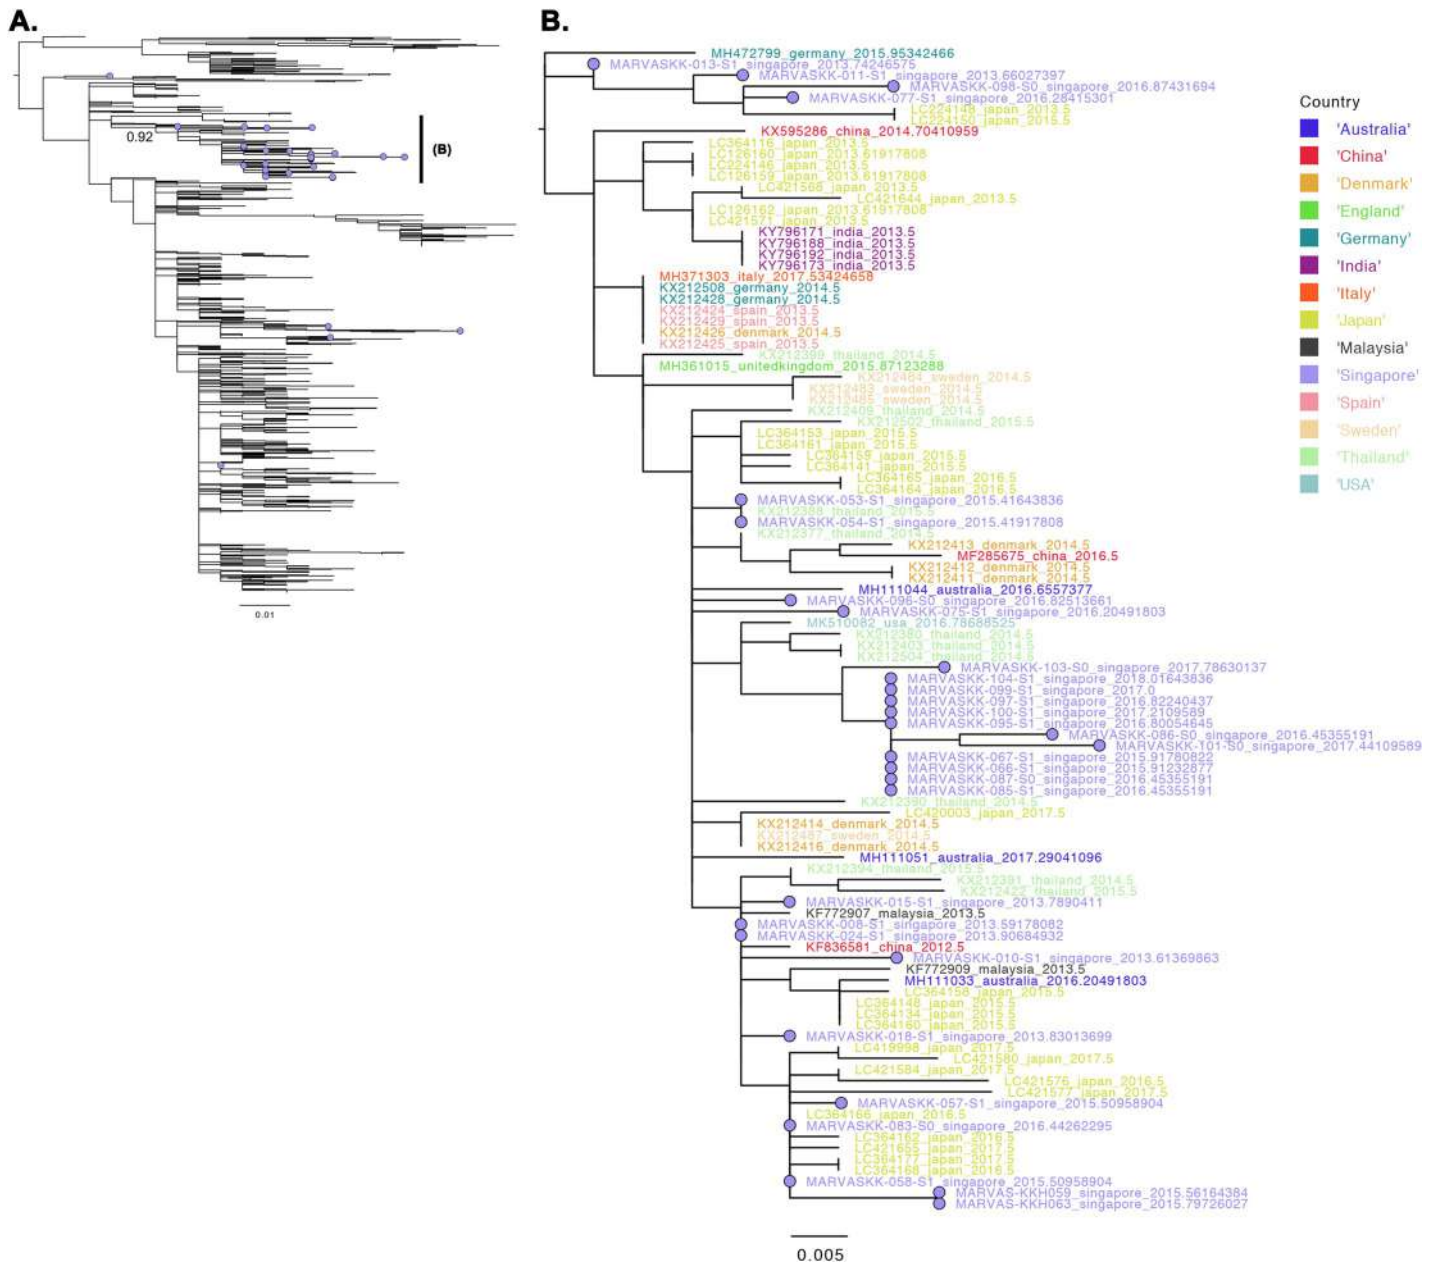 A.
0.92
(B)
0.01
B.
MH472799_germany_2015.95342466
MARVASKK-013-S1_singapore_2013.74246575
MARVASKK-011-S1_singapore_2013.66027397
MARVASKK-098-S0_singapore_2016.87431694
MARVASKK-077-S1_singapore_2016.28415301
LC224148_japan_2013.5
LC224150_japan_2015.5
KX595286_china_2014.70410959
LC364116_japan_2013.5
LC126160_japan_2013.61917808
LC224146_japan_2013.5
LC126159_japan_2013.61917808
LC421568_japan_2013.5
LC421644_japan_2013.5
LC126162_japan_2013.61917808
LC421571_japan_2013.5
KY796171_india_2013.5
KY796188_india_2013.5
KY796192_india_2013.5
KY796173_india_2013.5
MH371303_italy_2017.53424658
KX212508_germany_2014.5
KX212428_germany_2014.5
KX212424_spain_2013.5
KX212429_spain_2013.5
KX212426_denmark_2014.5
KX212425_spain_2013.5
KX212399_thailand_2014.5
MH361015_unitedkingdom_2015.87123288
KX212484_sweden_2014.5
KX212483_sweden_2014.5
KX212485_sweden_2014.5
KX212409_thailand_2014.5
KX212502_thailand_2015.5
LC364153_japan_2015.5
LC364161_japan_2015.5
LC364159_japan_2015.5
LC364141_japan_2015.5
LC364165_japan_2016.5
LC364164_japan_2016.5
MARVASKK-053-S1_singapore_2015.41643836
KX212388_thailand_2015.5
MARVASKK-054-S1_singapore_2015.41917808
KX212377_thailand_2014.5
KX212413_denmark_2014.5
MF285675_china_2016.5
KX212412_denmark_2014.5
KX212411_denmark_2014.5
MH111044_australia_2016.6557377
MARVASKK-096-S0_singapore_2016.82513661
MARVASKK-075-S1_singapore_2016.20491803
MK510082_usa_2016.78688525
KX212380_thailand_2014.5
KX212403_thailand_2014.5
KX212504_thailand_2014.5
MARVASKK-103-S0_singapore_2017.78630137
MARVASKK-104-S1_singapore_2018.01643836
MARVASKK-099-S1_singapore_2017.0
MARVASKK-097-S1_singapore_2016.82240437
MARVASKK-100-S1_singapore_2017.2109589
MARVASKK-095-S1_singapore_2016.80054645
MARVASKK-086-S0_singapore_2016.45355191
MARVASKK-101-S0_singapore_2017.44109589
MARVASKK-067-S1_singapore_2015.91780822
MARVASKK-066-S1_singapore_2015.91232877
MARVASKK-087-S0_singapore_2016.45355191
MARVASKK-085-S1_singapore_2016.45355191
KX212390_thailand_2014.5
LC420003_japan_2017.5
KX212414_denmark_2014.5
KX212487_sweden_2014.5
KX212416_denmark_2014.5
MH111051_australia_2017.29041096
KX212394_thailand_2015.5
KX212391_thailand_2014.5
KX212422_thailand_2015.5
MARVASKK-015-S1_singapore_2013.7890411
KF772907_malaysia_2013.5
MARVASKK-008-S1_singapore_2013.59178082
MARVASKK-024-S1_singapore_2013.90684932
KF836581_china_2012.5
MARVASKK-010-S1_singapore_2013.61369863
KF772909_malaysia_2013.5
MH111033_australia_2016.20491803
LC364158_japan_2015.5
LC364148_japan_2015.5
LC364134_japan_2015.5
LC364160_japan_2015.5
MARVASKK-018-S1_singapore_2013.83013699
LC419998_japan_2017.5
LC421580_japan_2017.5
LC421584_japan_2017.5
LC421576_japan_2016.5
LC421577_japan_2017.5
MARVASKK-057-S1_singapore_2015.50958904
LC364166_japan_2016.5
MARVASKK-083-S0_singapore_2016.44262295
LC364162_japan_2016.5
LC421655_japan_2017.5
LC364177_japan_2017.5
LC364168_japan_2016.5
MARVASKK-058-S1_singapore_2015.50958904
MARVAS-KKH059_singapore_2015.56164384
MARVAS-KKH063_singapore_2015.79726027
0.005
Country
'Australia'
'China'
'Denmark'
'England'
'Germany'
'India'
'Italy'
'Japan'
'Malaysia'
'Singapore'
'Spain'
'Sweden'
'Thailand'
'USA'